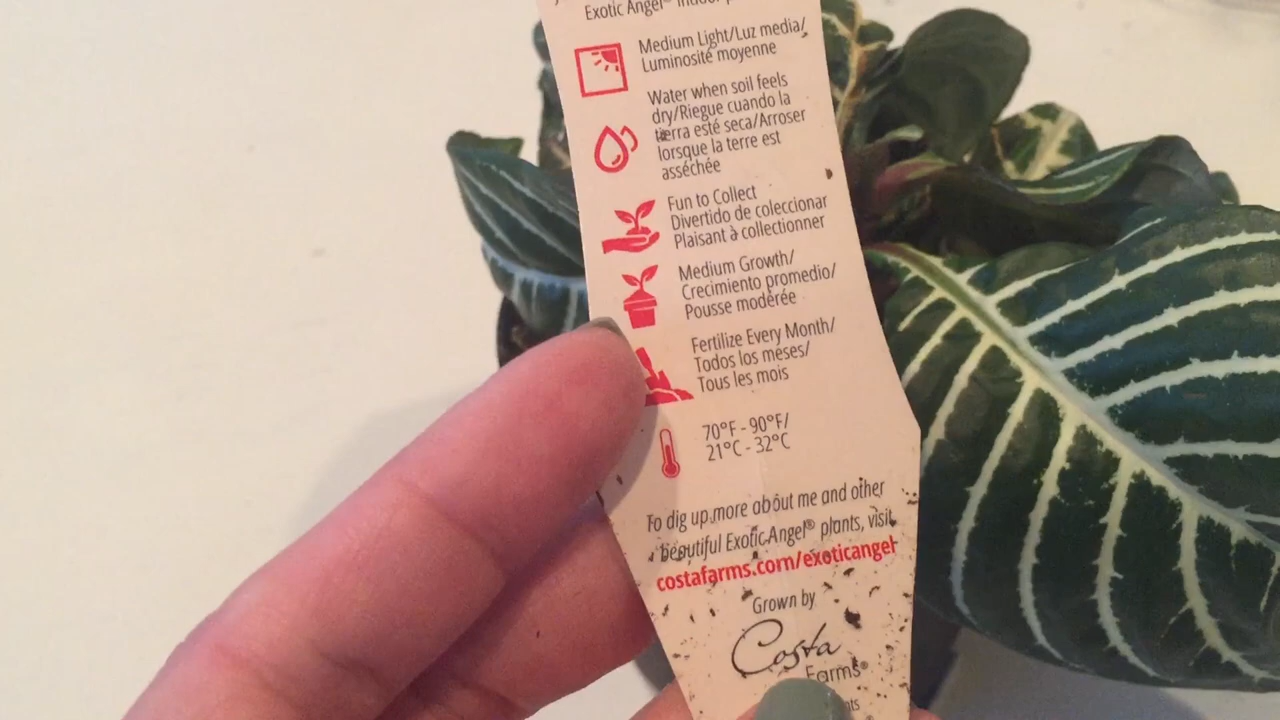 Exotic Angel®
Medium Light/Luz media/
Luminosité moyenne
Water when soil feels
dry/Riegue cuando la
tierra esté seca/Arroser
lorsque la terre est
asséchée
Fun to Collect
Divertido de coleccionar
Plaisant à collectionner
Medium Growth/
Crecimiento promedio/
Pousse modérée
Fertilize Every Month/
Todos los meses/
Tous les mois
70°F - 90°F/
21°C - 32°C
To dig up more about me and other
beautiful Exotic Angel® plants, visit
costafarms.com/exoticangel
Grown by
Costa
Farms®